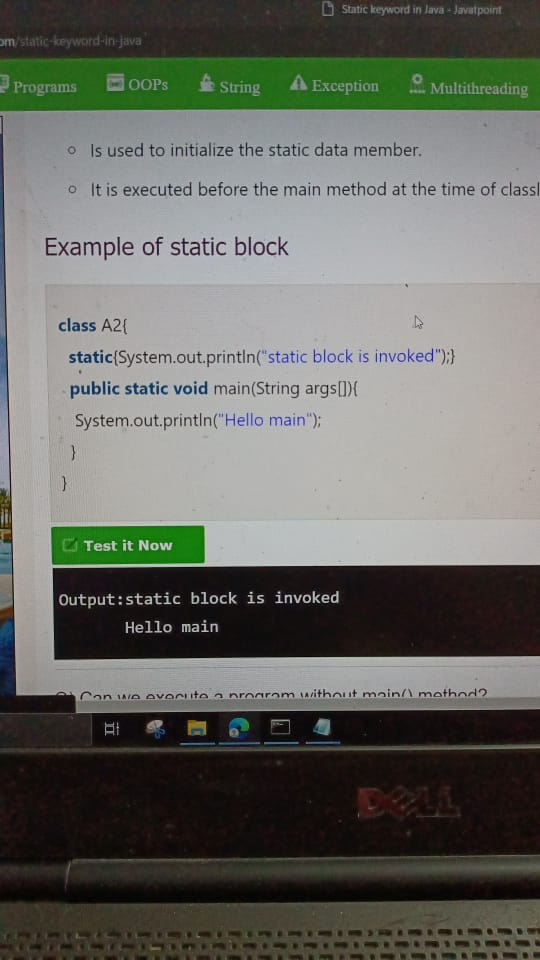 Static keyword in Java - Javatpoint
om/static-keyword-in-java
Programs OOPs String Exception Multithreading
Is used to initialize the static data member.
It is executed before the main method at the time of classl
Example of static block
class A2{
static{System.out.println("static block is invoked");}
public static void main(String args[]){
System.out.println("Hello main");
}
}
Test it Now
Output:static block is invoked
Hello main
Q) Can we execute a program without main() method?
DELL